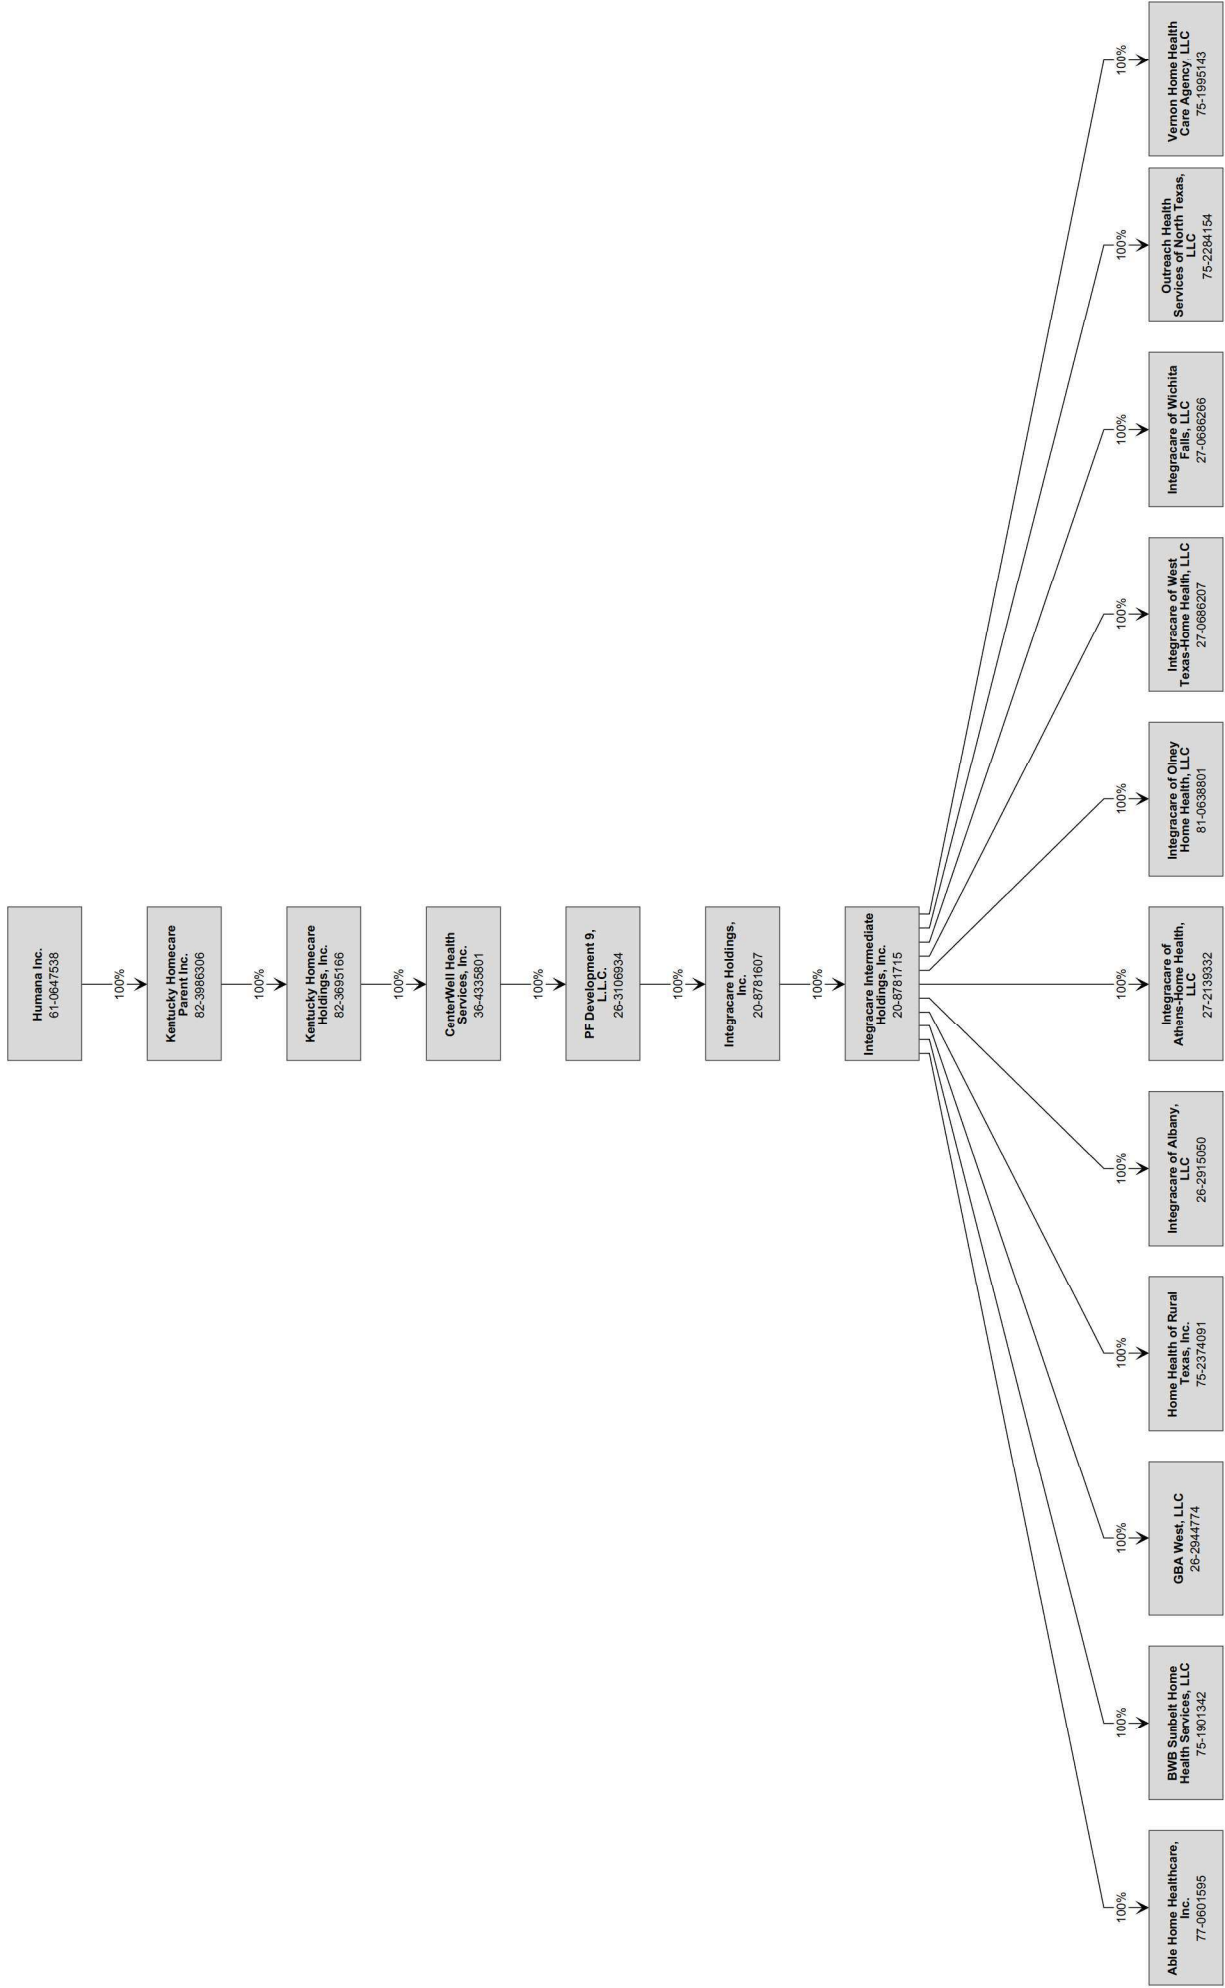 Humana Inc.
61-0647538
100%
Kentucky Homecare
Parent Inc.
82-3986306
100%
Kentucky Homecare
Holdings, Inc.
82-3695166
100%
CenterWell Health
Services, Inc.
36-4335801
100%
PF Development 9,
L.L.C.
26-3106934
100%
Integracare Holdings,
Inc.
20-8781607
100%
Integracare Intermediate
Holdings, Inc.
20-8781715
100%
100%
100%
100%
100%
100%
100%
100%
100%
100%
100%
Able Home Healthcare,
Inc.
77-0601595
BWB Sunbelt Home
Health Services, LLC
75-1901342
GBA West, LLC
26-2944774
Home Health of Rural
Texas, Inc.
75-2374091
Integracare of Albany,
LLC
26-2915050
Integracare of
Athens-Home Health,
LLC
27-2139332
Integracare of Olney
Home Health, LLC
81-0638801
Integracare of West
Texas-Home Health, LLC
27-0686207
Integracare of Wichita
Falls, LLC
27-0686266
Outreach Health
Services of North Texas,
LLC
75-2284154
Vernon Home Health
Care Agency, LLC
75-1995143